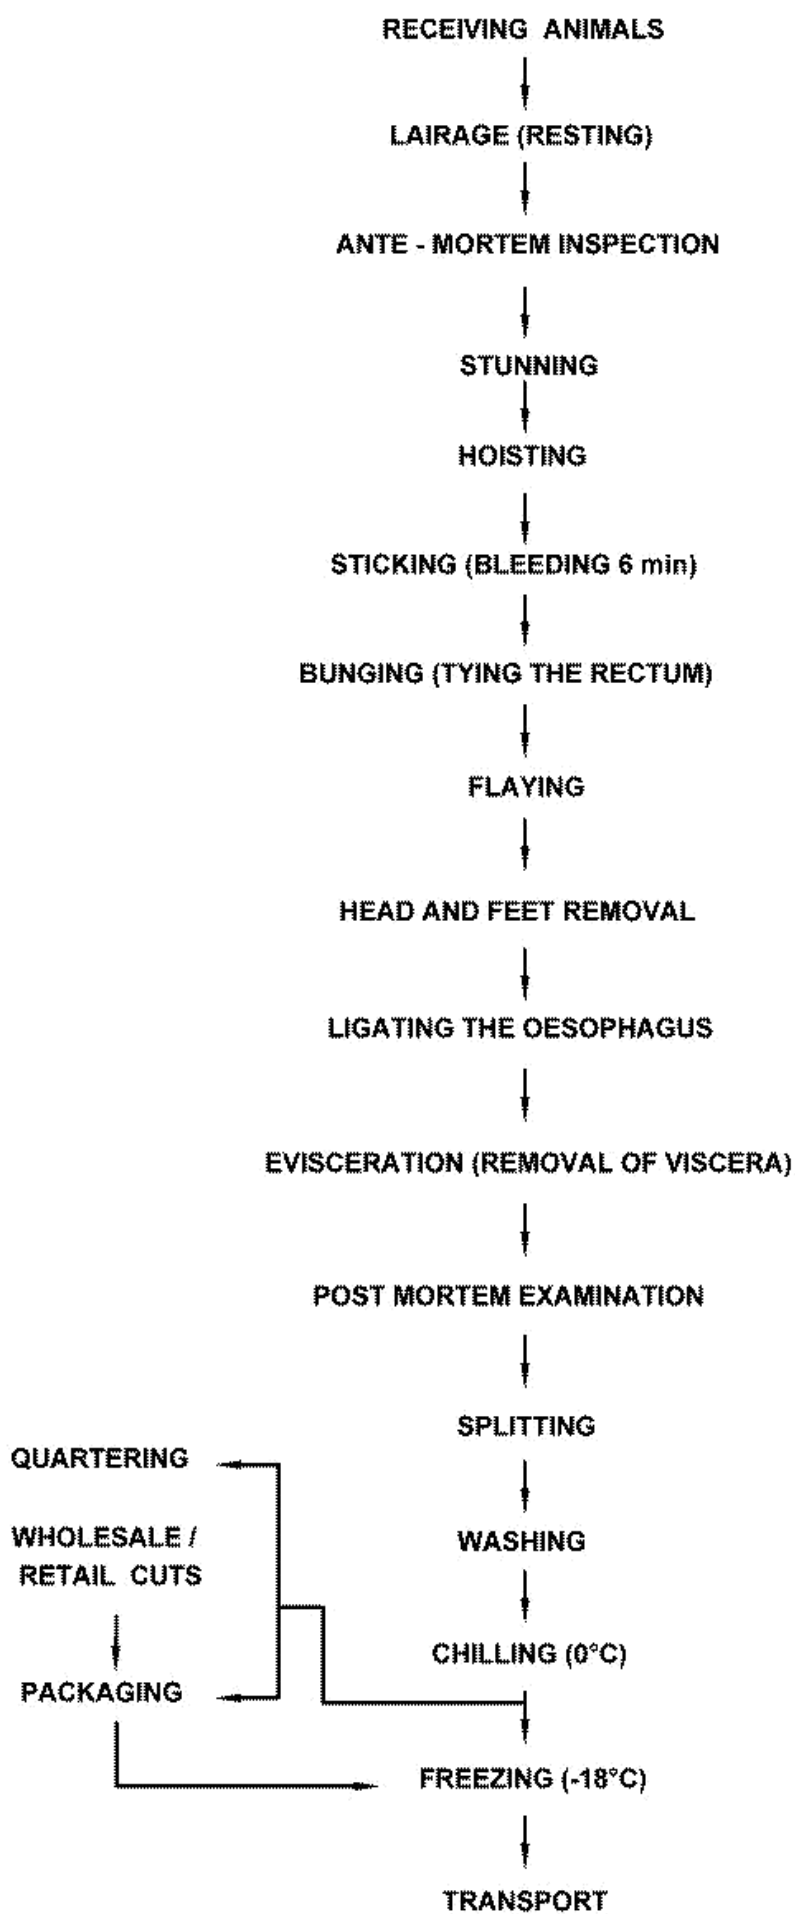 RECEIVING ANIMALS
LAIRAGE (RESTING)
ANTE - MORTEM INSPECTION
STUNNING
HOISTING
STICKING (BLEEDING 6 min)
BUNGING (TYING THE RECTUM)
FLAYING
HEAD AND FEET REMOVAL
LIGATING THE OESOPHAGUS
EVISCERATION (REMOVAL OF VISCERA)
POST MORTEM EXAMINATION
SPLITTING
QUARTERING
WHOLESALE /
RETAIL CUTS
WASHING
CHILLING (0°C)
PACKAGING
FREEZING (-18°C)
TRANSPORT